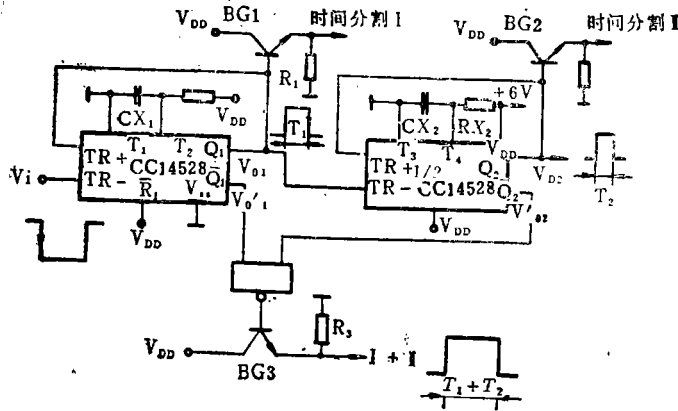 BG1
时间分割 I
V_DD
R₁
BG2
时间分割 II
V_DD
CX₁
V_DD
T₁
+6V
CX₂
RX₂
T₁
T₂
Q₁
TR+
CC14528
V₀₁
Vi
TR-
R̅₁
Q̅₁
V₀'₁
V_DD
T₃
T₄
V_DD
TR+
1/2
Q₂
V_D2
TR-
CC14528
Q̅₂
V'₀₂
T₂
V_DD
R₃
V_DD
I + II
BG3
T₁+T₂